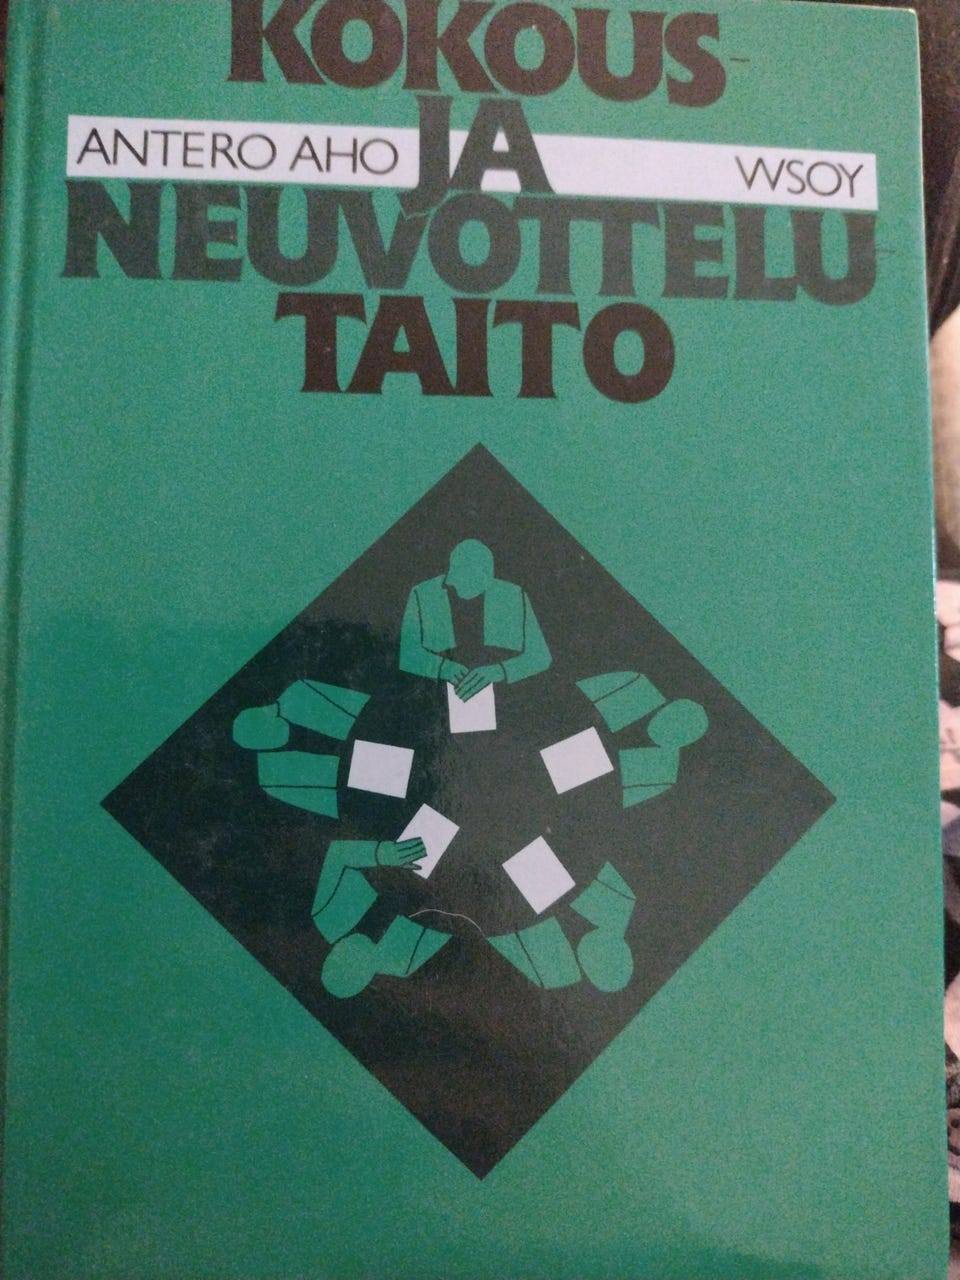 KOKOUS-
ANTERO AHO JA WSOY
NEUVOTTELU
TAITO